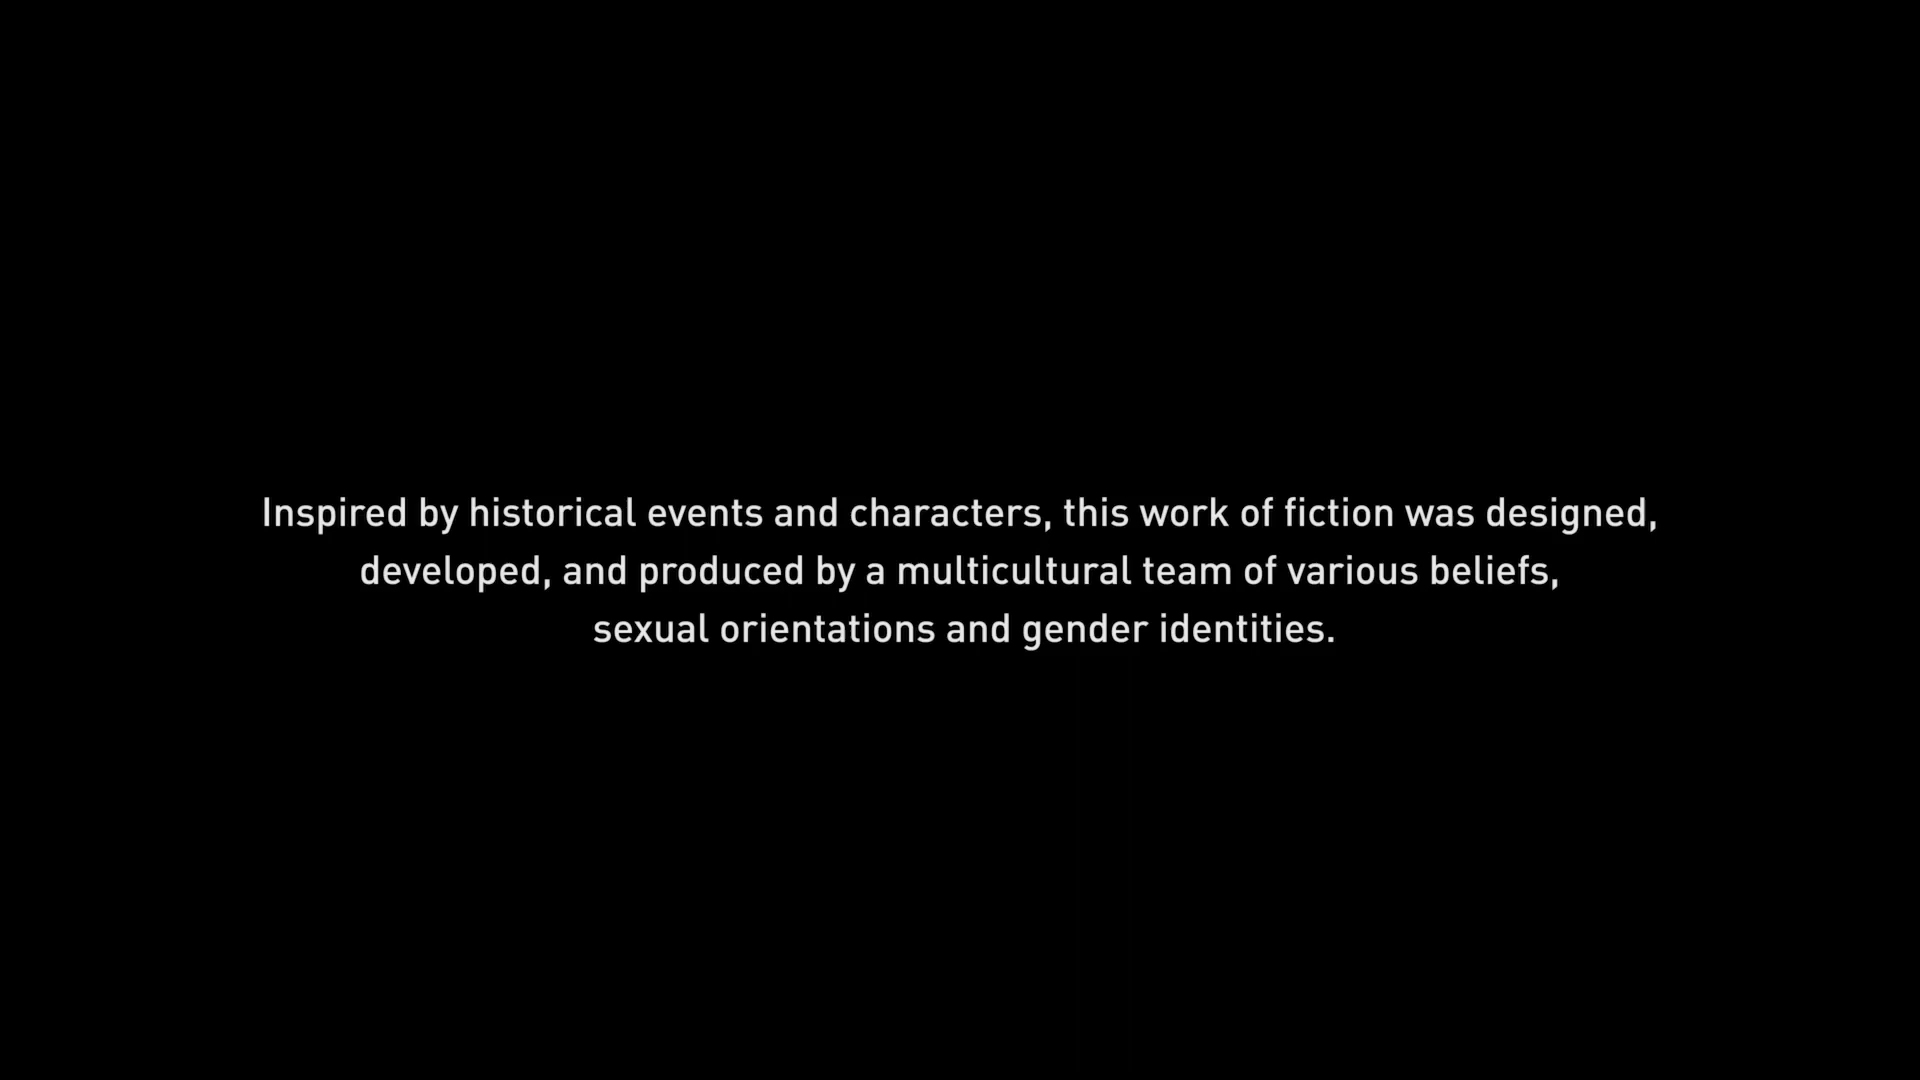 Inspired by historical events and characters, this work of fiction was designed,
developed, and produced by a multicultural team of various beliefs,
sexual orientations and gender identities.